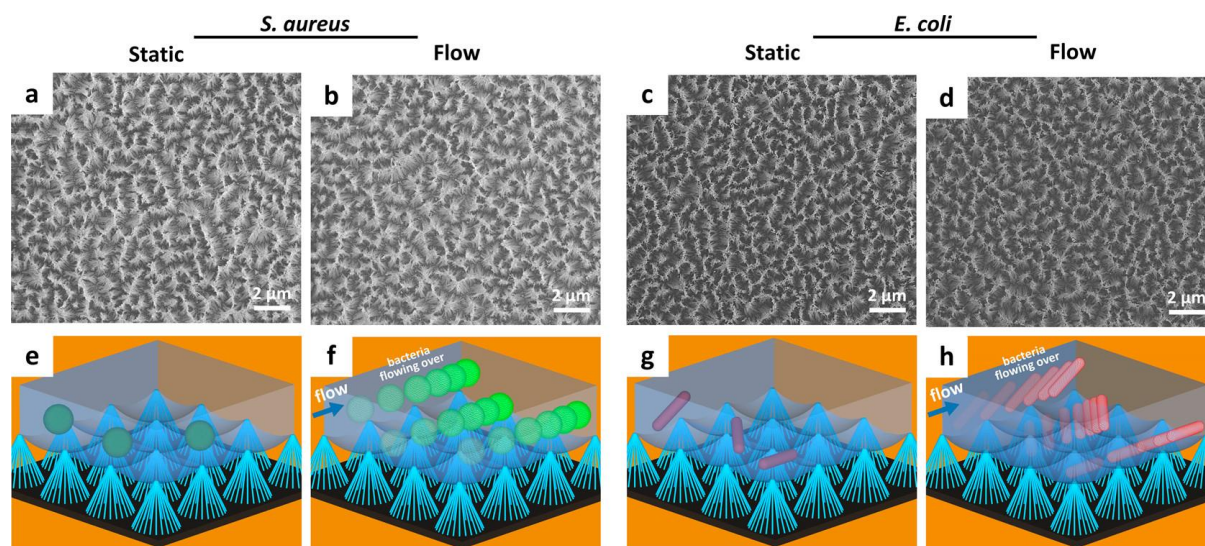 S. aureus
E. coli
Static
Flow
Static
Flow
a
b
c
d
2 μm
2 μm
2 μm
2 μm
e
f
g
h
bacteria
flowing over
flow
bacteria
flowing over
flow